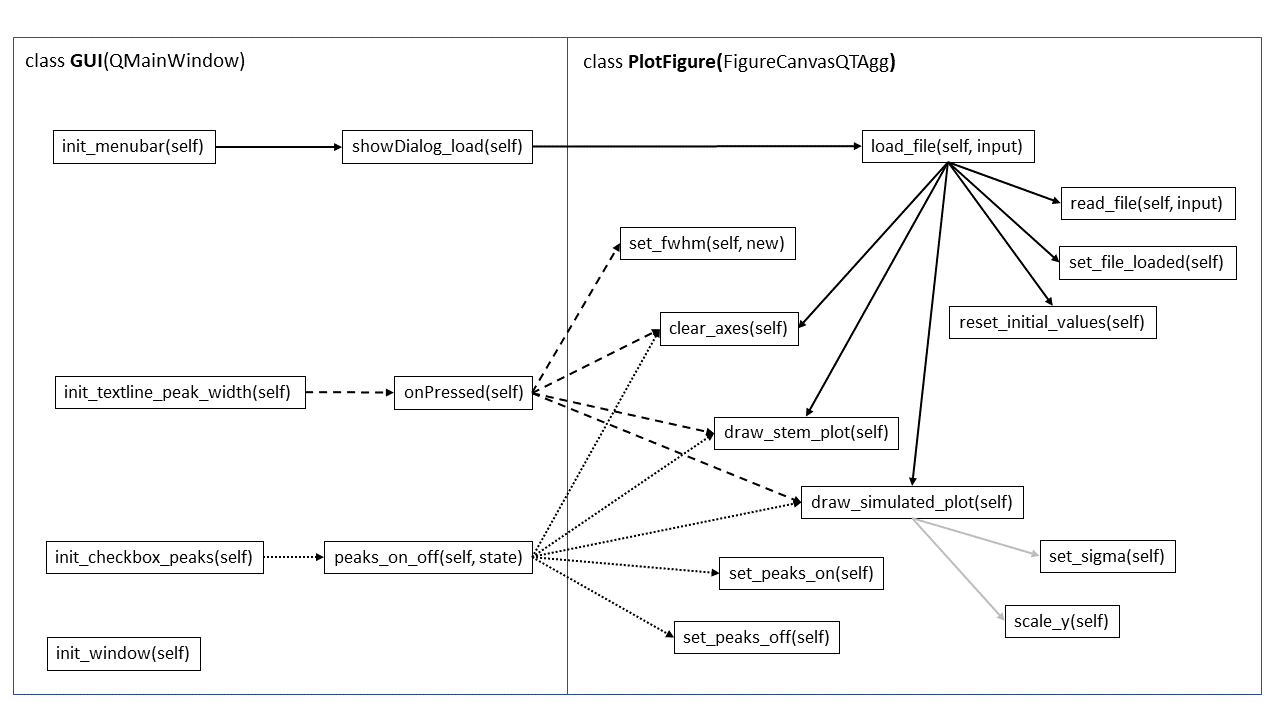 class GUI(QMainWindow)
class PlotFigure(FigureCanvasQTAgg)
init_menubar(self)
showDialog_load(self)
load_file(self, input)
read_file(self, input)
set_fwhm(self, new)
set_file_loaded(self)
clear_axes(self)
reset_initial_values(self)
init_textline_peak_width(self)
onPressed(self)
draw_stem_plot(self)
draw_simulated_plot(self)
init_checkbox_peaks(self)
peaks_on_off(self, state)
set_sigma(self)
set_peaks_on(self)
scale_y(self)
set_peaks_off(self)
init_window(self)